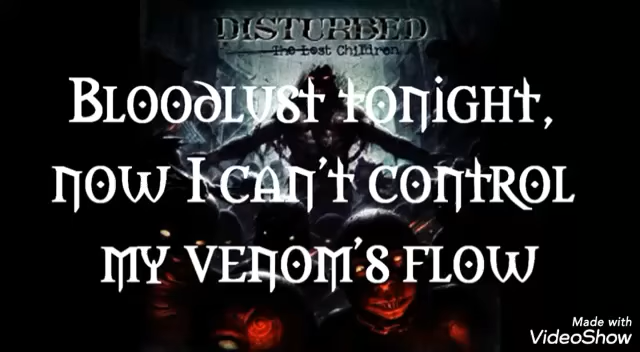 DISTURBED
The Lost Children
Bloodlust tonight,
now I can't control
my venom's flow
Made with
VideoShow